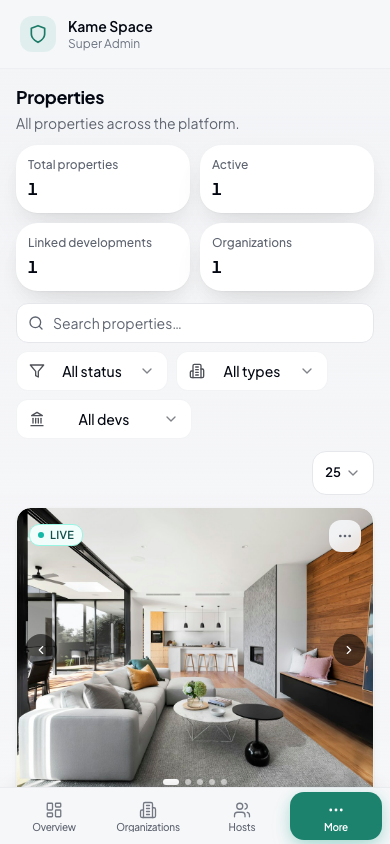 Kame Space
Super Admin
Properties
All properties across the platform.
Total properties
1
Active
1
Linked developments
1
Organizations
1
Search properties...
All status
All types
All devs
25
LIVE
Overview
Organizations
Hosts
More